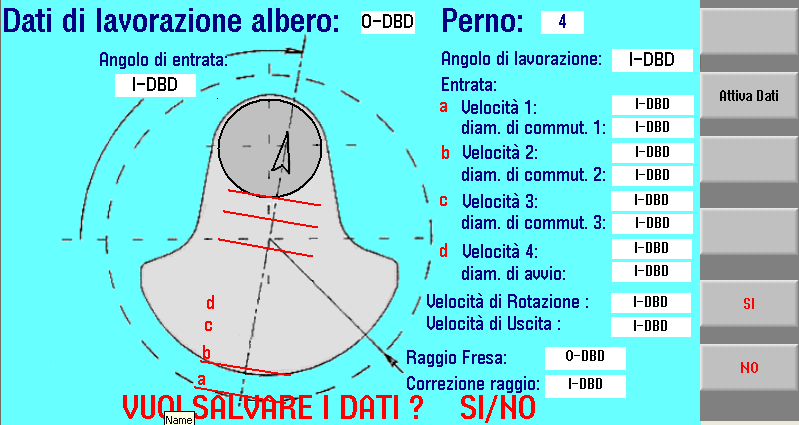 Dati di lavorazione albero: O-DBD Perno: 4
Angolo di entrata:
I-DBD
Angolo di lavorazione: I-DBD
Entrata:
a Velocità 1: I-DBD
diam. di commut. 1: I-DBD
b Velocità 2: I-DBD
diam. di commut. 2: I-DBD
c Velocità 3: I-DBD
diam. di commut. 3: I-DBD
d Velocità 4: I-DBD
diam. di avvio: I-DBD
Velocità di Rotazione : I-DBD
Velocità di Uscita : I-DBD
Raggio Fresa: O-DBD
Correzione raggio: I-DBD
d
c
b
a
VUOI SALVARE I DATI ? SI/NO
Name
Attiva Dati
SI
NO